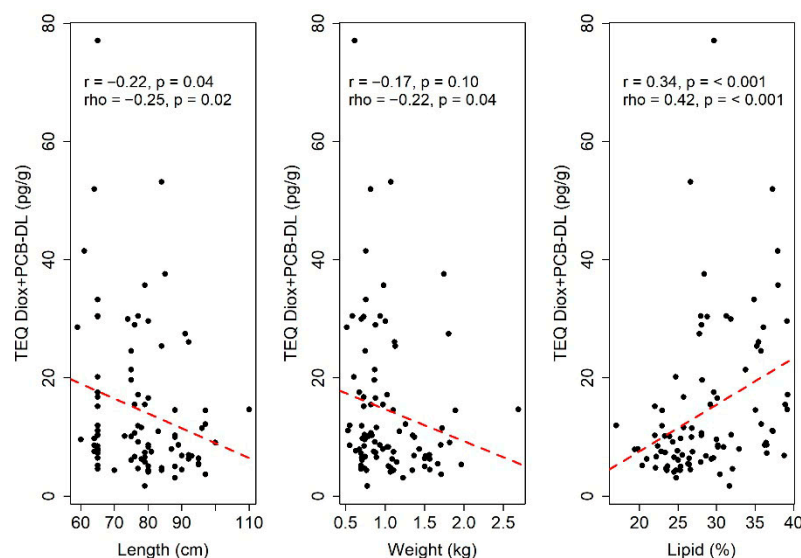 r = −0.22, p = 0.04
rho = −0.25, p = 0.02
TEQ Diox+PCB-DL (pg/g)
0
20
40
60
80
60 70 80 90 110
Length (cm)
r = −0.17, p = 0.10
rho = −0.22, p = 0.04
TEQ Diox+PCB-DL (pg/g)
0
20
40
60
80
0.5 1.0 1.5 2.0 2.5
Weight (kg)
r = 0.34, p = < 0.001
rho = 0.42, p = < 0.001
TEQ Diox+PCB-DL (pg/g)
0
20
40
60
80
20 25 30 35 40
Lipid (%)